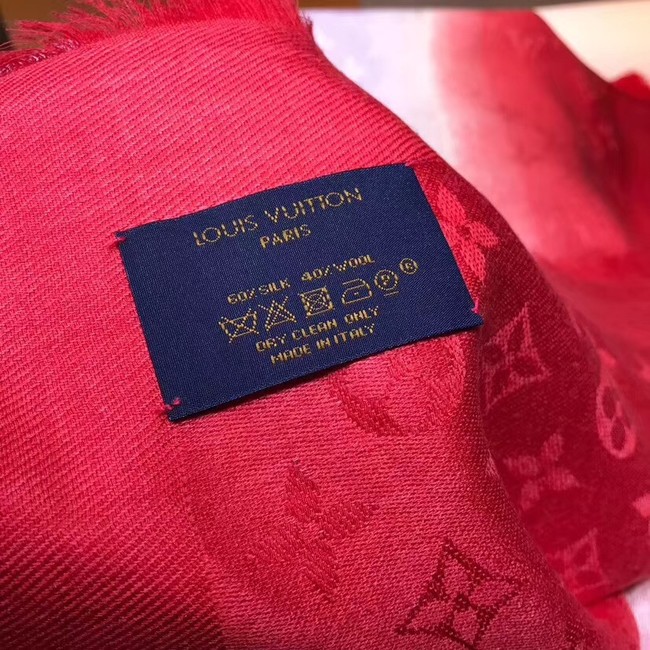 LOUIS VUITTON
PARIS
60% SILK 40% WOOL
P ®
DRY CLEAN ONLY
MADE IN ITALY